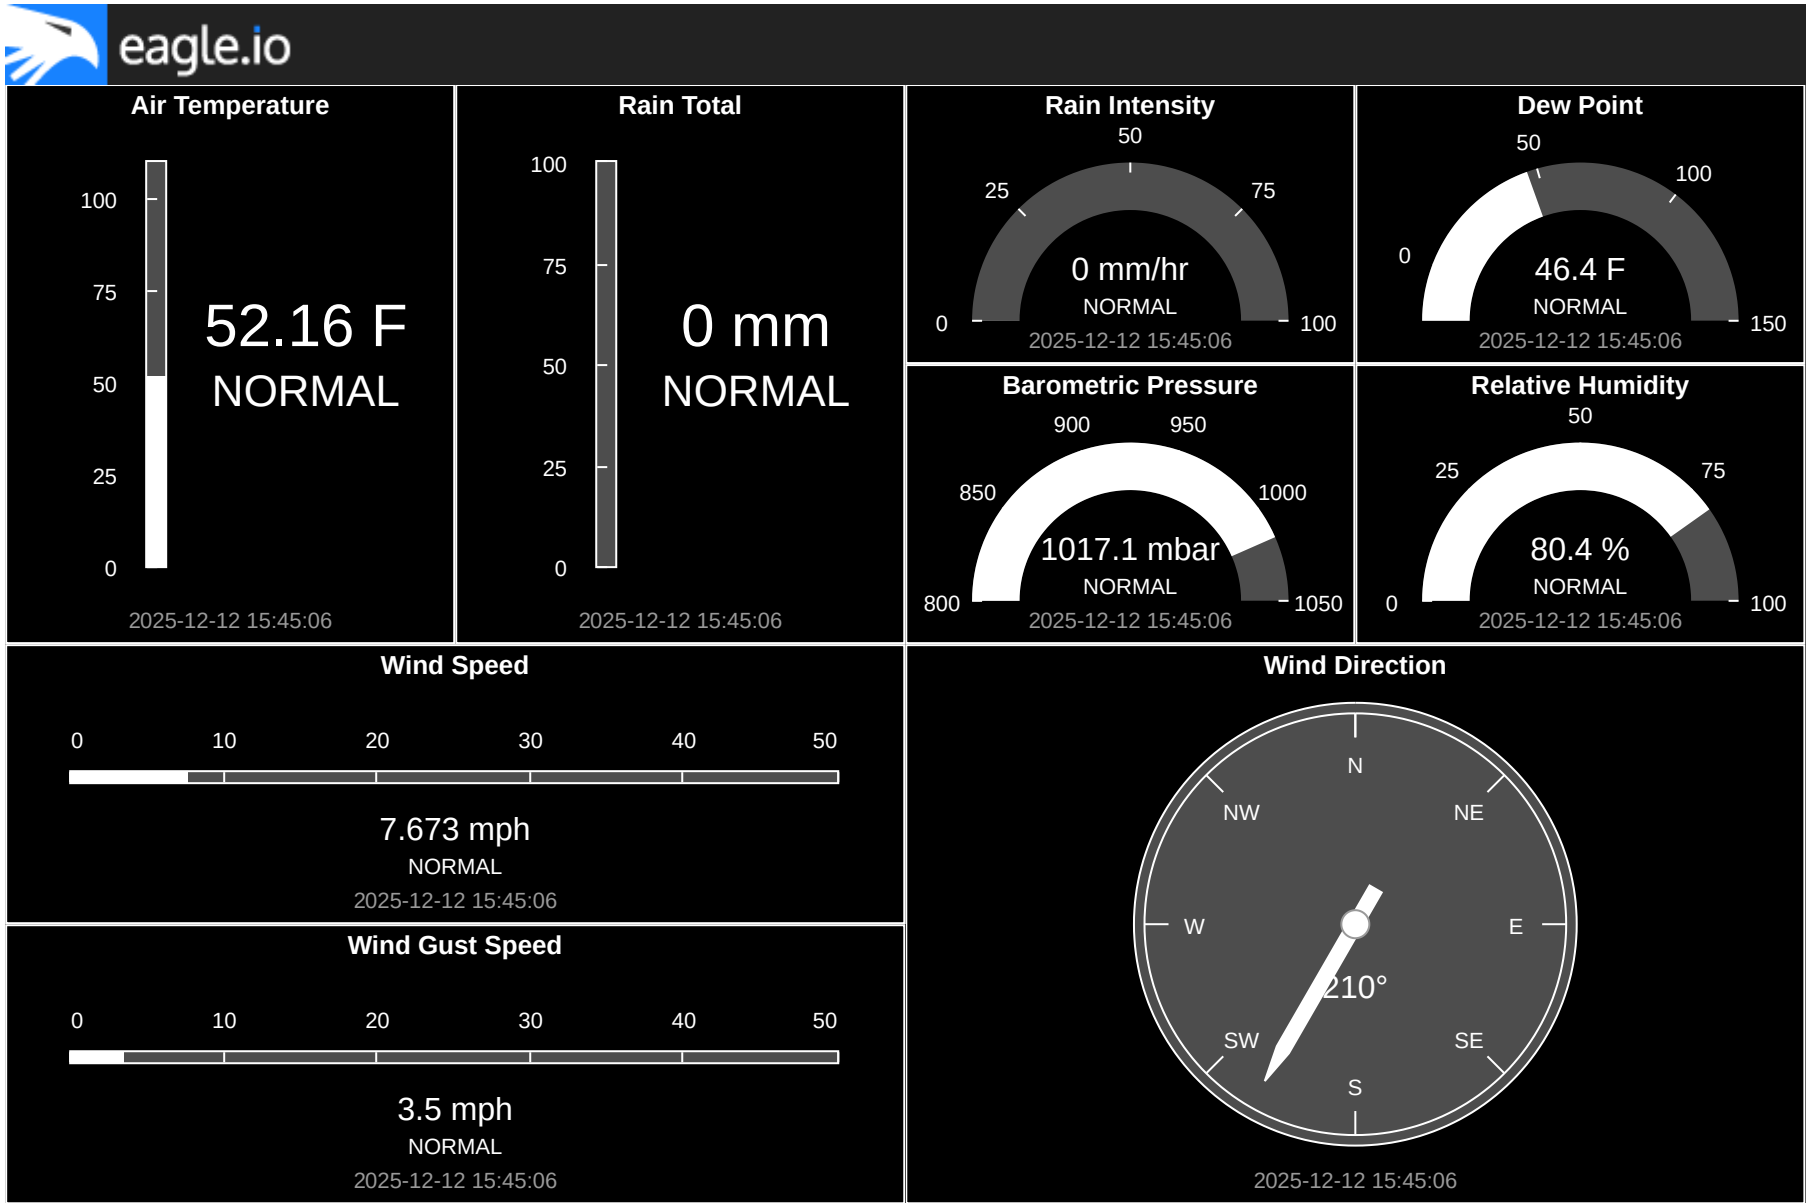 eagle.io
Air Temperature
100
75
50
25
0
52.16 F
NORMAL
2025-12-12 15:45:06
Rain Total
100
75
50
25
0
0 mm
NORMAL
2025-12-12 15:45:06
Rain Intensity
0
25
50
75
100
0 mm/hr
NORMAL
2025-12-12 15:45:06
Dew Point
0
50
100
150
46.4 F
NORMAL
2025-12-12 15:45:06
Barometric Pressure
800
850
900
950
1000
1050
1017.1 mbar
NORMAL
2025-12-12 15:45:06
Relative Humidity
0
25
50
75
100
80.4 %
NORMAL
2025-12-12 15:45:06
Wind Speed
0 10 20 30 40 50
7.673 mph
NORMAL
2025-12-12 15:45:06
Wind Gust Speed
0 10 20 30 40 50
3.5 mph
NORMAL
2025-12-12 15:45:06
Wind Direction
N
NW NE
W E
210°
SW SE
S
2025-12-12 15:45:06